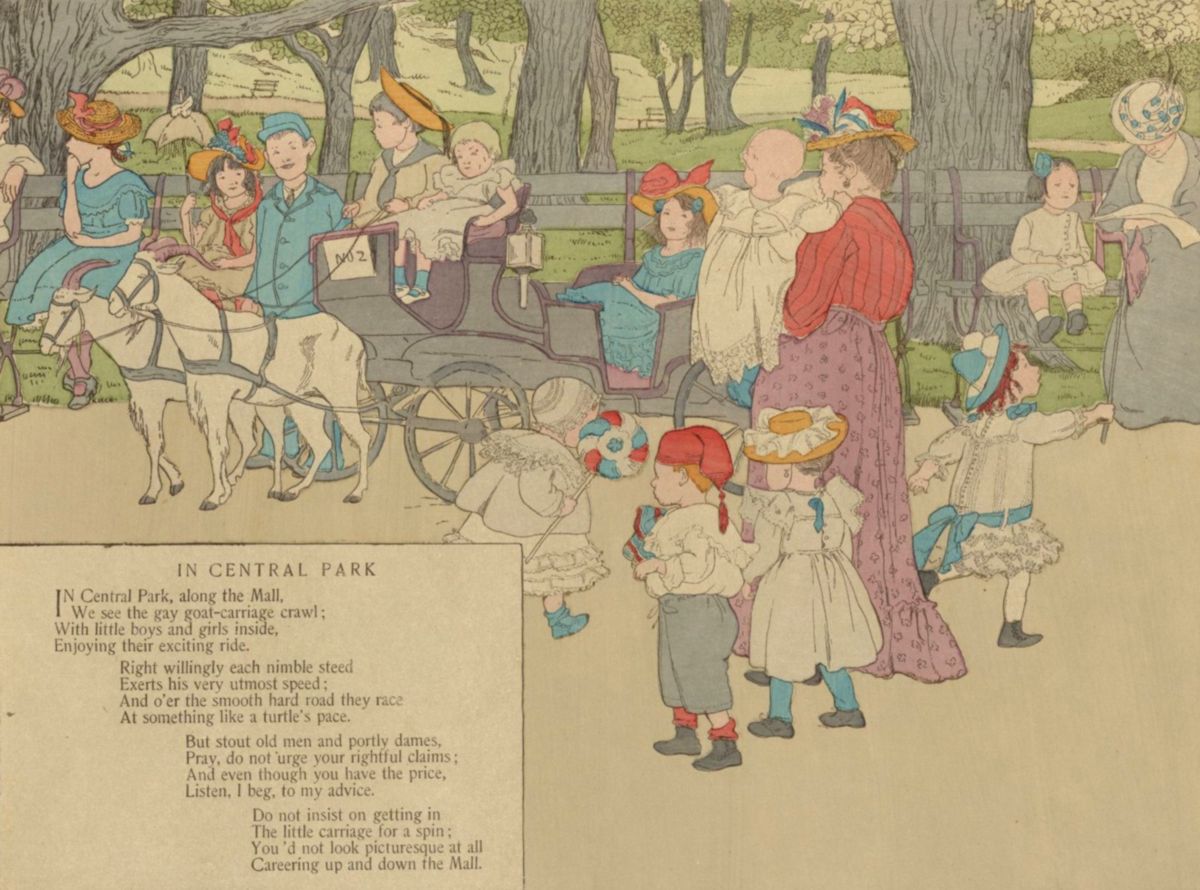 No 2
IN CENTRAL PARK
IN Central Park, along the Mall,
We see the gay goat-carriage crawl;
With little boys and girls inside,
Enjoying their exciting ride.
Right willingly each nimble steed
Exerts his very utmost speed;
And o'er the smooth hard road they race
At something like a turtle's pace.
But stout old men and portly dames,
Pray, do not urge your rightful claims;
And even though you have the price,
Listen, I beg, to my advice.
Do not insist on getting in
The little carriage for a spin;
You'd not look picturesque at all
Careering up and down the Mall.